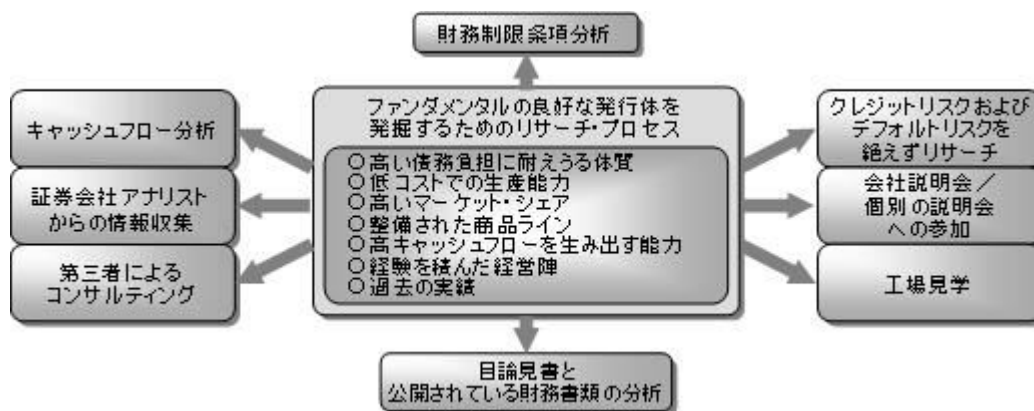 財務制限条項分析
キャッシュフロー分析
証券会社アナリスト
からの情報収集
第三者による
コンサルティング
ファンダメンタルの良好な発行体を
発掘するためのリサーチ・プロセス
○高い債務負担に耐えうる体質
○低コストでの生産能力
○高いマーケット・シェア
○整備された商品ライン
○高キャッシュフローを生み出す能力
○経験を積んだ経営陣
○過去の実績
クレジットリスクおよび
デフォルトリスクを
絶えずリサーチ
会社説明会／
個別の説明会
への参加
工場見学
目論見書と
公開されている財務書類の分析